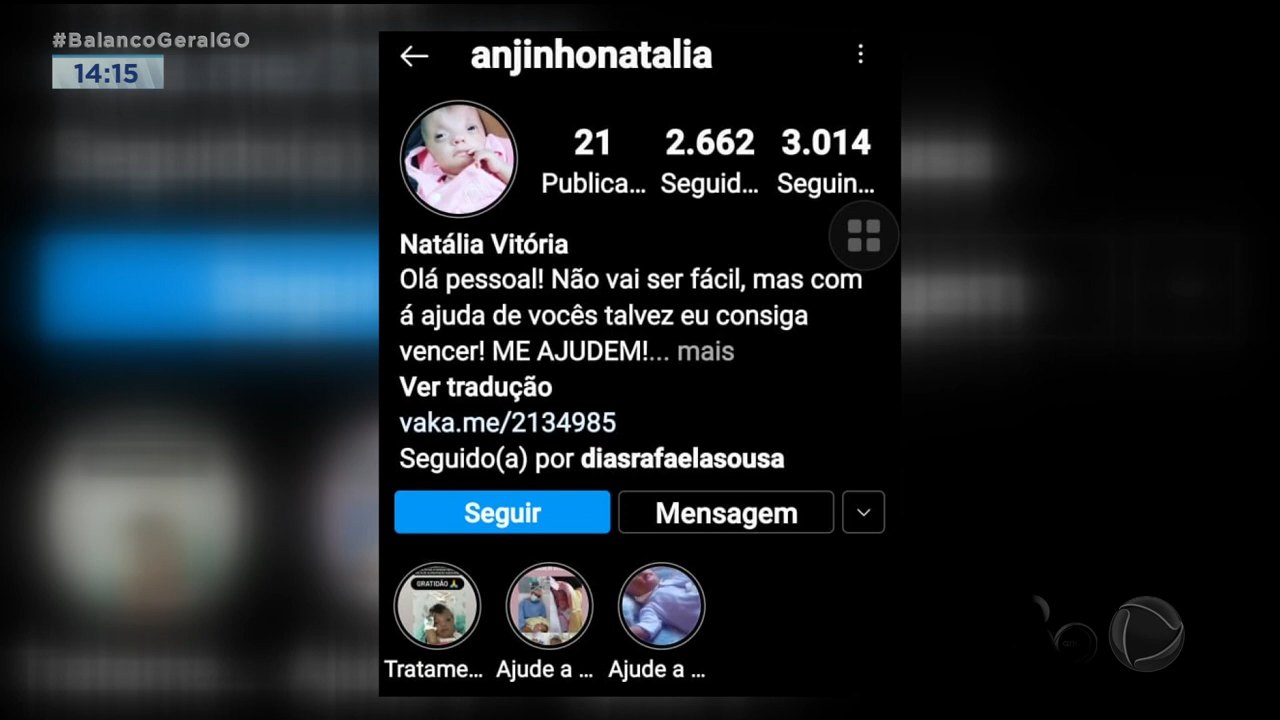 #BalancoGeralGO
14:15
anjinhonatalia
21 2.662 3.014
Publica... Seguid... Seguin...
Natália Vitória
Olá pessoal! Não vai ser fácil, mas com
á ajuda de vocês talvez eu consiga
vencer! ME AJUDEM!... mais
Ver tradução
vaka.me/2134985
Seguido(a) por diasrafaelasousa
Seguir Mensagem
GRATIDÃO 🙏
Tratame... Ajude a ... Ajude a ...